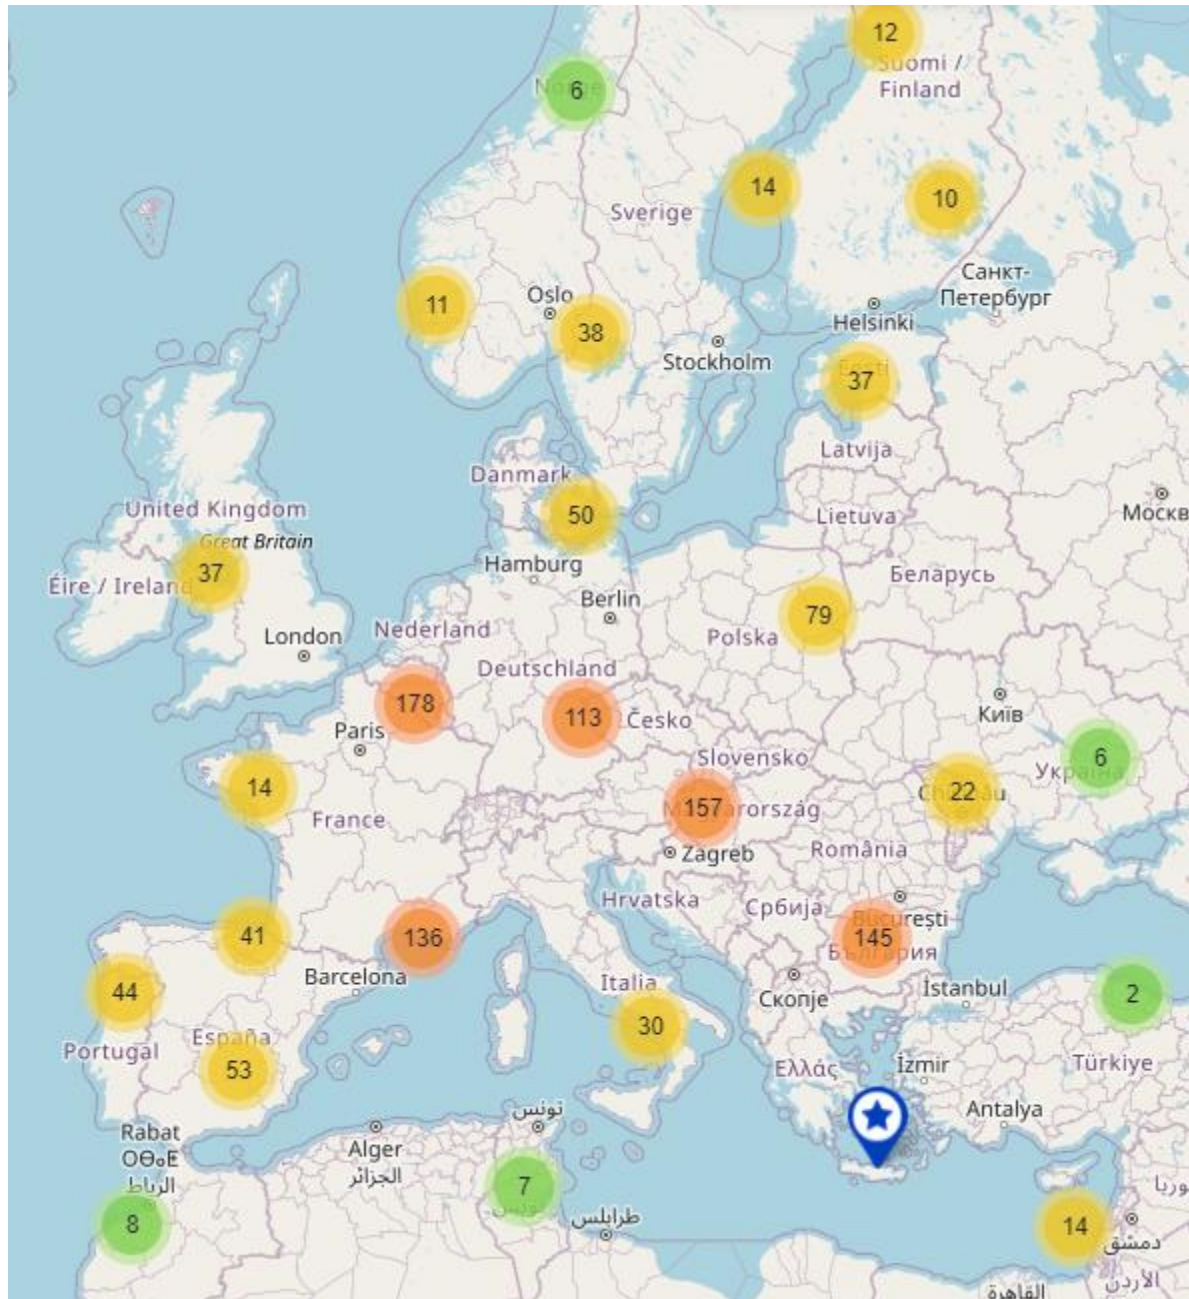 12
Suomi /
Finland
6
14
10
Sverige
Санкт-
Петербург
11
Oslo
38
Helsinki
Stockholm
37
Latvija
Danmark
United Kingdom
Great Britain
50
Lietuva
Москв
37
Éire / Ireland
Hamburg
Беларусь
Berlin
79
London
Nederland
Polska
Deutschland
178
113
Česko
Київ
Paris
Slovensko
6
14
157
22
France
Zagreb
România
Hrvatska
Србија
București
41
136
145
България
Barcelona
44
Italia
Скопје
İstanbul
2
30
España
Portugal
53
Ελλάς
İzmir
Türkiye
Antalya
تونس
Rabat
ⵔⴱⴰⵟ
الرباط
Alger
الجزائر
7
8
طرابلس
14
دمشق
الأردن
القاهرة